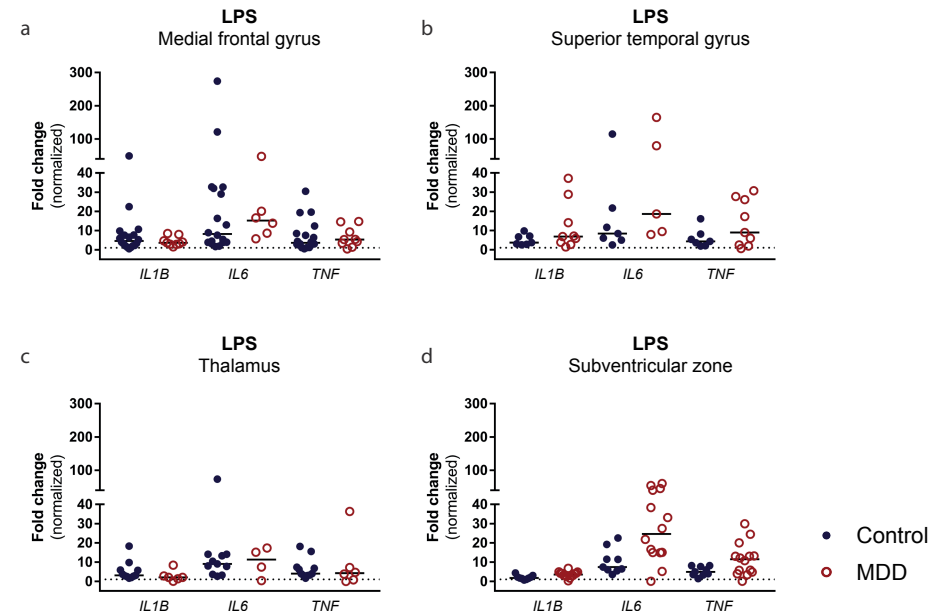 a
LPS
Medial frontal gyrus
Fold change
(normalized)
300
200
100
40
30
20
10
0
IL1B
IL6
TNF
b
LPS
Superior temporal gyrus
Fold change
(normalized)
300
200
100
40
30
20
10
0
IL1B
IL6
TNF
c
LPS
Thalamus
Fold change
(normalized)
300
200
100
40
30
20
10
0
IL1B
IL6
TNF
d
LPS
Subventricular zone
Fold change
(normalized)
300
200
100
40
30
20
10
0
IL1B
IL6
TNF
Control
MDD